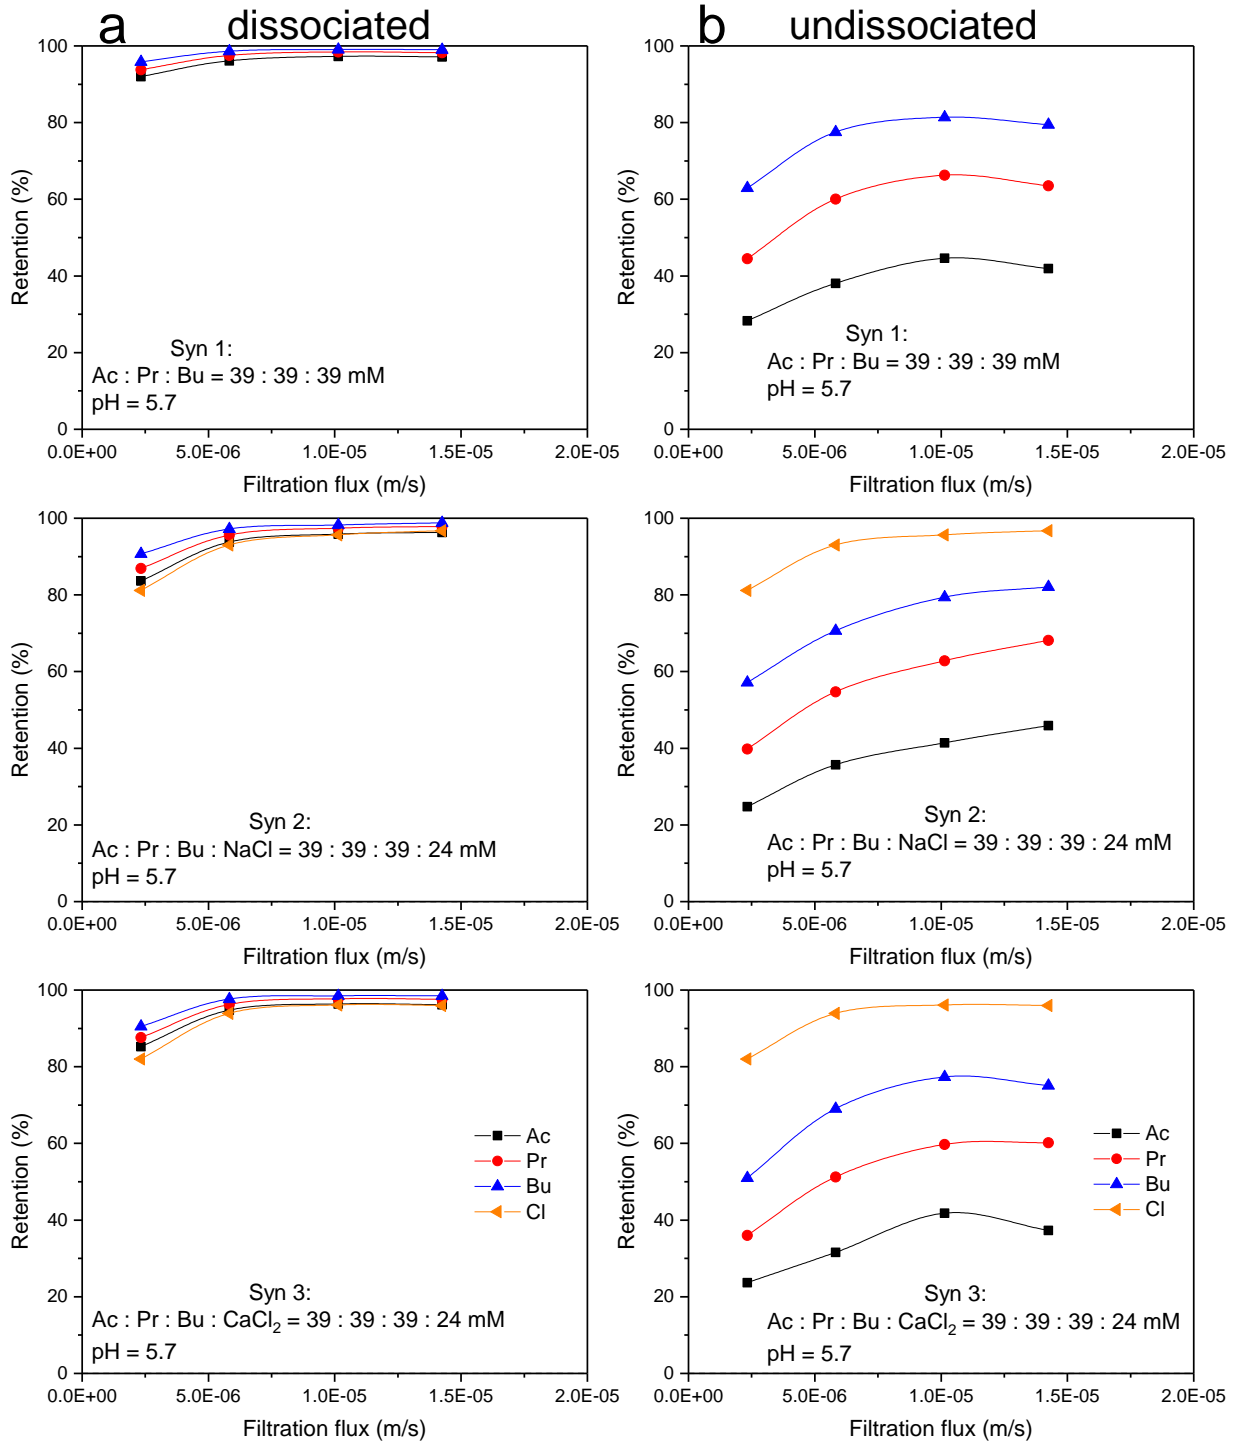 a dissociated
100
80
60
40
20
0
Retention (%)
Syn 1:
Ac : Pr : Bu = 39 : 39 : 39 mM
pH = 5.7
0.0E+00 5.0E-06 1.0E-05 1.5E-05 2.0E-05
Filtration flux (m/s)
b undissociated
100
80
60
40
20
0
Retention (%)
Syn 1:
Ac : Pr : Bu = 39 : 39 : 39 mM
pH = 5.7
0.0E+00 5.0E-06 1.0E-05 1.5E-05 2.0E-05
Filtration flux (m/s)
100
80
60
40
20
0
Retention (%)
Syn 2:
Ac : Pr : Bu : NaCl = 39 : 39 : 39 : 24 mM
pH = 5.7
0.0E+00 5.0E-06 1.0E-05 1.5E-05 2.0E-05
Filtration flux (m/s)
100
80
60
40
20
0
Retention (%)
Syn 2:
Ac : Pr : Bu : NaCl = 39 : 39 : 39 : 24 mM
pH = 5.7
0.0E+00 5.0E-06 1.0E-05 1.5E-05 2.0E-05
Filtration flux (m/s)
100
80
60
40
20
0
Retention (%)
Ac
Pr
Bu
Cl
Syn 3:
Ac : Pr : Bu : CaCl₂ = 39 : 39 : 39 : 24 mM
pH = 5.7
0.0E+00 5.0E-06 1.0E-05 1.5E-05 2.0E-05
Filtration flux (m/s)
100
80
60
40
20
0
Retention (%)
Ac
Pr
Bu
Cl
Syn 3:
Ac : Pr : Bu : CaCl₂ = 39 : 39 : 39 : 24 mM
pH = 5.7
0.0E+00 5.0E-06 1.0E-05 1.5E-05 2.0E-05
Filtration flux (m/s)